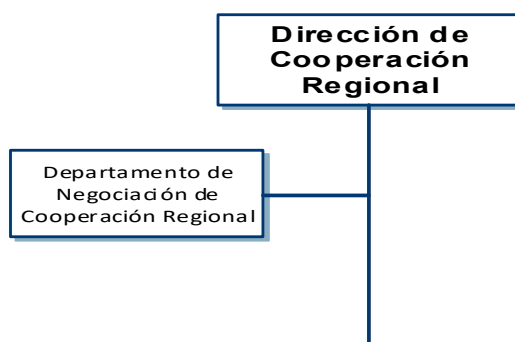 Dirección de
Cooperación
Regional
Departamento de
Negociación de
Cooperación Regional